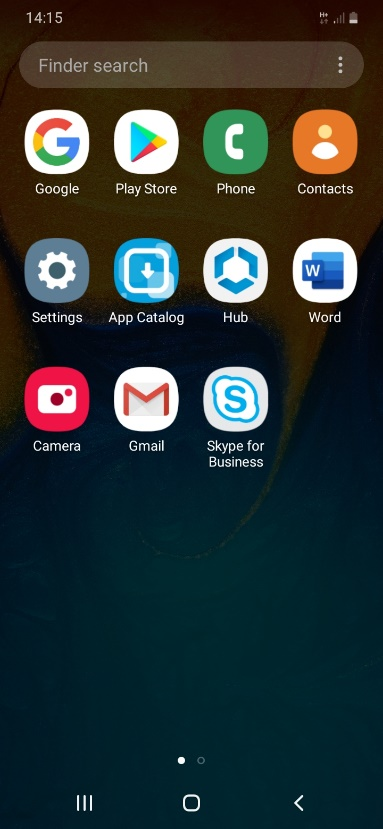 14:15 H+
Finder search
Google Play Store Phone Contacts
Settings App Catalog Hub Word
W
Camera Gmail Skype for
Business